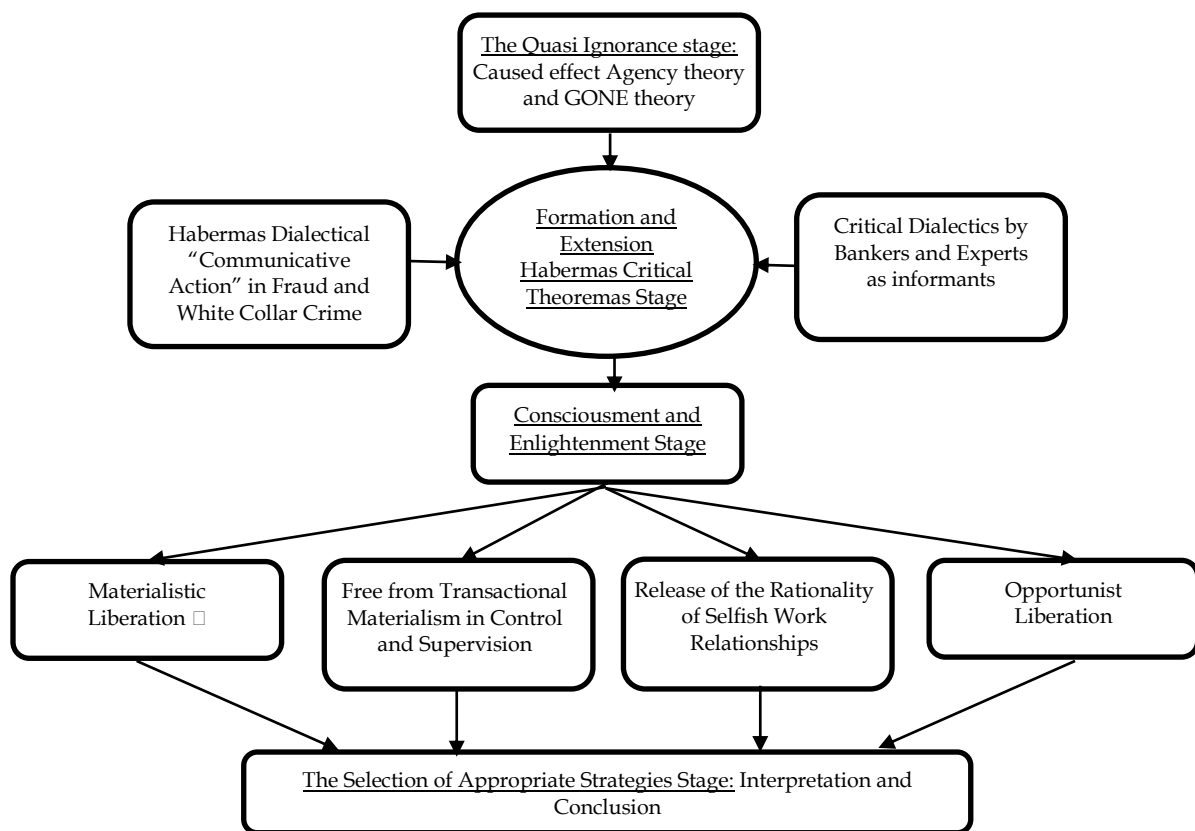 The Quasi Ignorance stage:
Caused effect Agency theory
and GONE theory
Habermas Dialectical
“Communicative
Action” in Fraud and
White Collar Crime
Formation and
Extension
Habermas Critical
Theoremas Stage
Critical Dialectics by
Bankers and Experts
as informants
Consciousment and
Enlightenment Stage
Materialistic
Liberation □
Free from Transactional
Materialism in Control
and Supervision
Release of the Rationality
of Selfish Work
Relationships
Opportunist
Liberation
The Selection of Appropriate Strategies Stage: Interpretation and
Conclusion